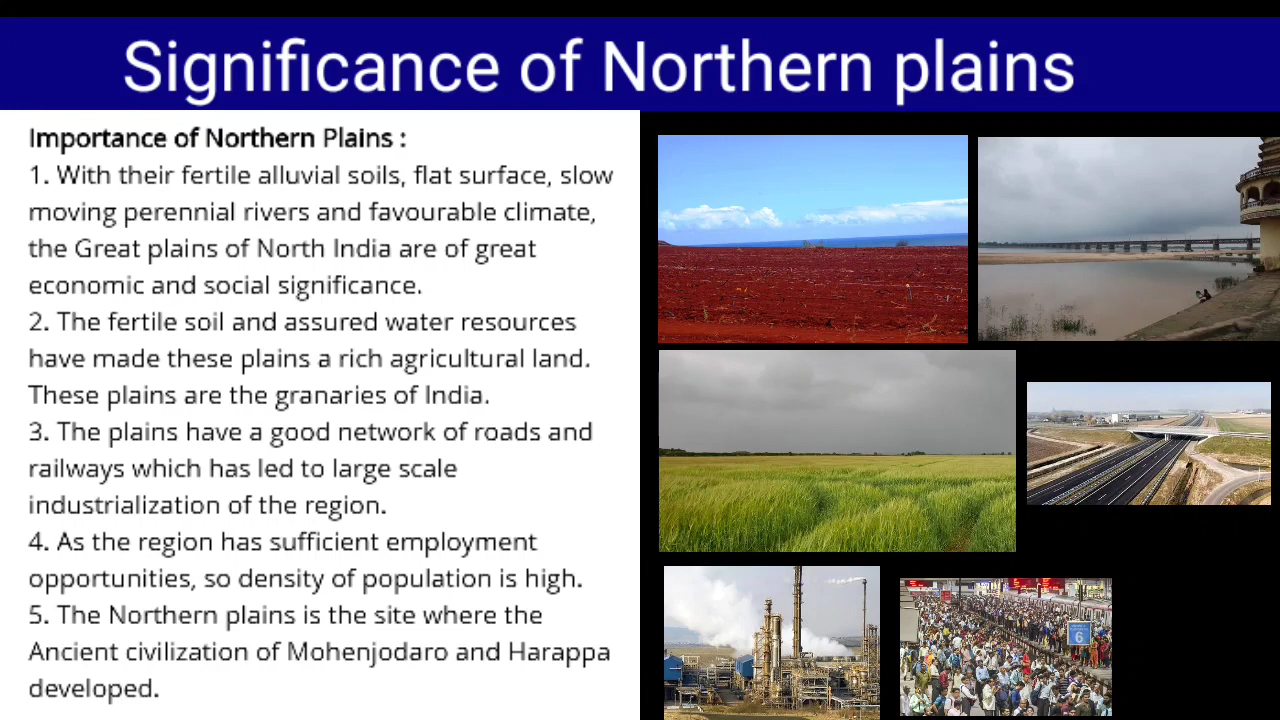 Significance of Northern plains
Importance of Northern Plains :
1. With their fertile alluvial soils, flat surface, slow
moving perennial rivers and favourable climate,
the Great plains of North India are of great
economic and social significance.
2. The fertile soil and assured water resources
have made these plains a rich agricultural land.
These plains are the granaries of India.
3. The plains have a good network of roads and
railways which has led to large scale
industrialization of the region.
4. As the region has sufficient employment
opportunities, so density of population is high.
5. The Northern plains is the site where the
Ancient civilization of Mohenjodaro and Harappa
developed.
6